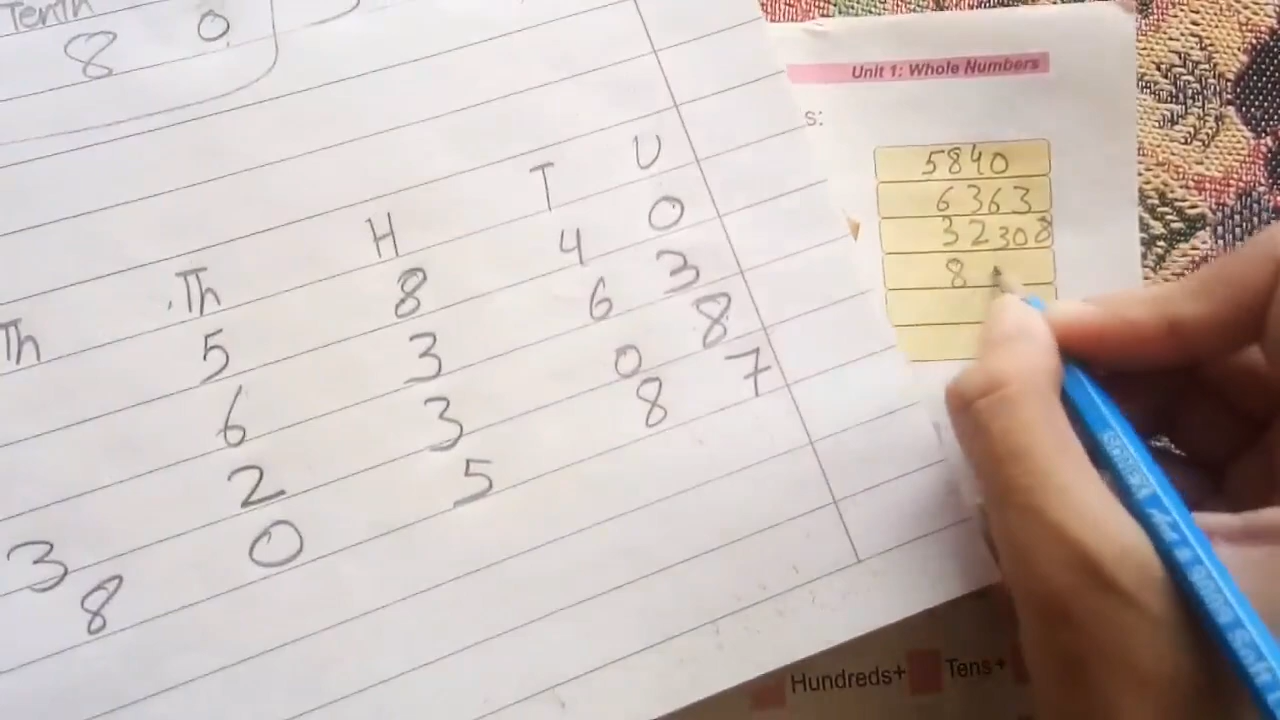 Tenth
8 0
Unit 1: Whole Numbers
s:
Th Th H T U
5 8 4 0
6 3 6 3
3 2 3 0 8
8 0 5 8 7
5840
6363
32308
8
Hundreds+ Tens+